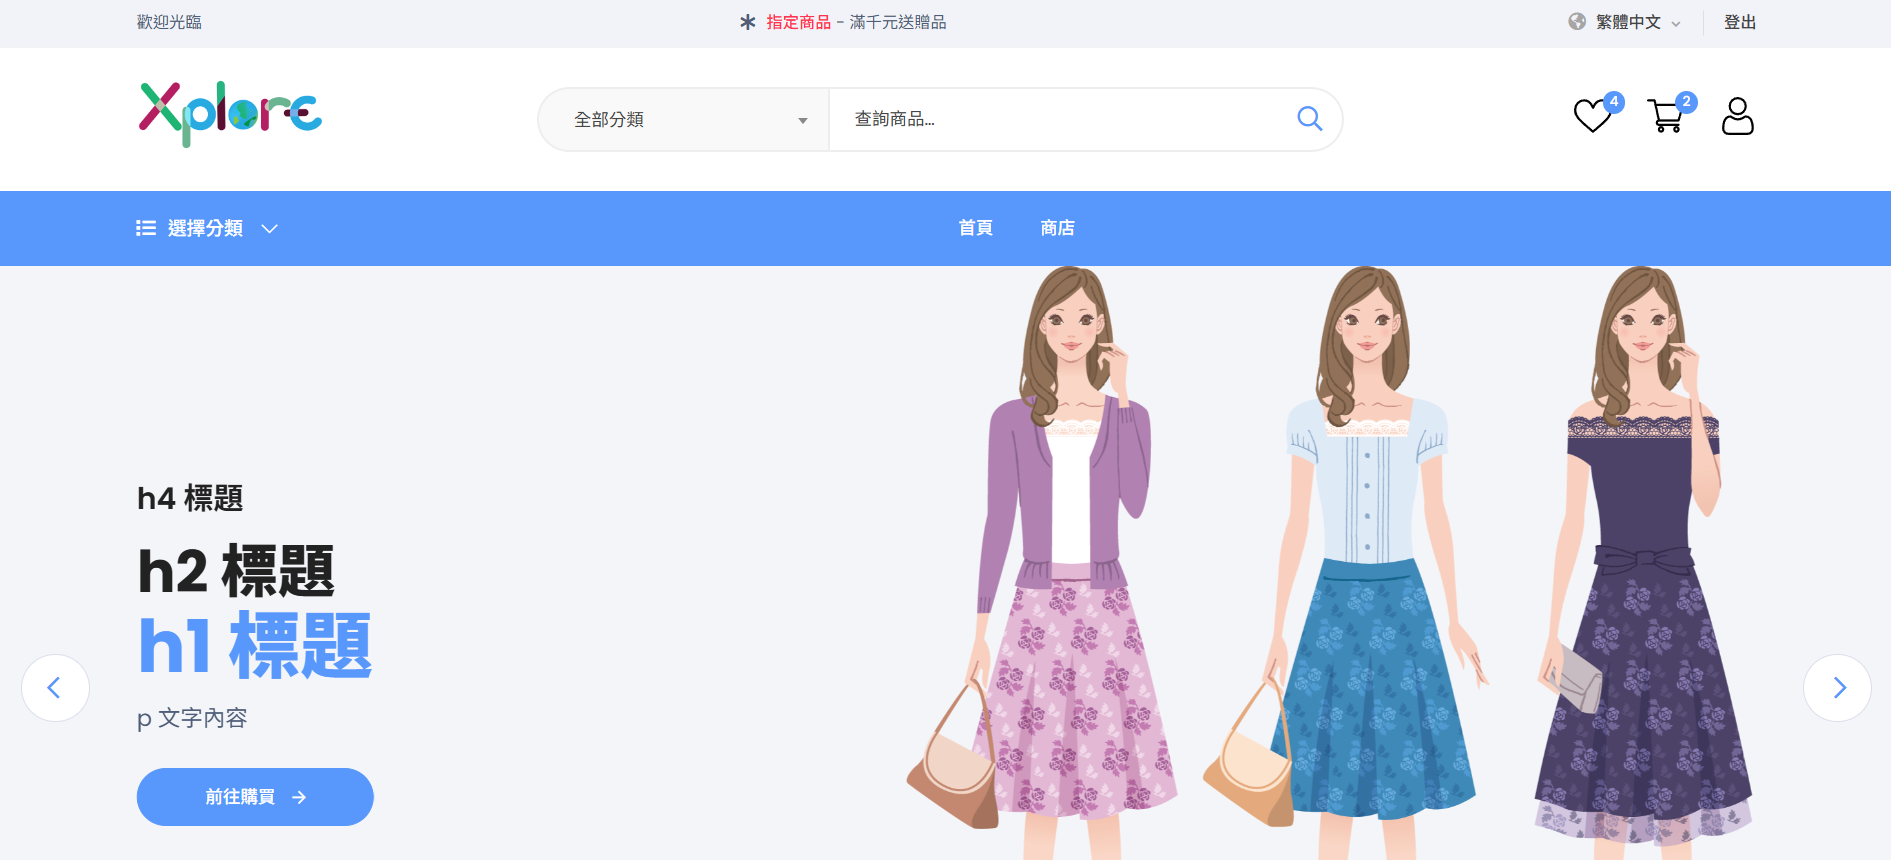 歡迎光臨
指定商品 - 滿千元送贈品
繁體中文
登出
Xplore
全部分類
查詢商品...
4
2
選擇分類
首頁
商店
h4 標題
h2 標題
h1 標題
p 文字內容
前往購買